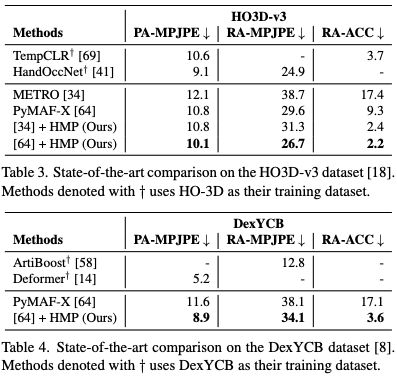 HO3D-v3
Methods PA-MPJPE ↓ RA-MPJPE ↓ RA-ACC ↓
TempCLR† [69] 10.6 - 3.7
HandOccNet† [41] 9.1 24.9 -
METRO [34] 12.1 38.7 17.4
PyMAF-X [64] 10.8 29.6 9.3
[34] + HMP (Ours) 10.8 31.3 2.4
[64] + HMP (Ours) 10.1 26.7 2.2
Table 3. State-of-the-art comparison on the HO3D-v3 dataset [18].
Methods denoted with † uses HO-3D as their training dataset.
DexYCB
Methods PA-MPJPE ↓ RA-MPJPE ↓ RA-ACC ↓
ArtiBoost† [58] - 12.8 -
Deformer† [14] 5.2 - -
PyMAF-X [64] 11.6 38.1 17.1
[64] + HMP (Ours) 8.9 34.1 3.6
Table 4. State-of-the-art comparison on the DexYCB dataset [8].
Methods denoted with † uses DexYCB as their training dataset.